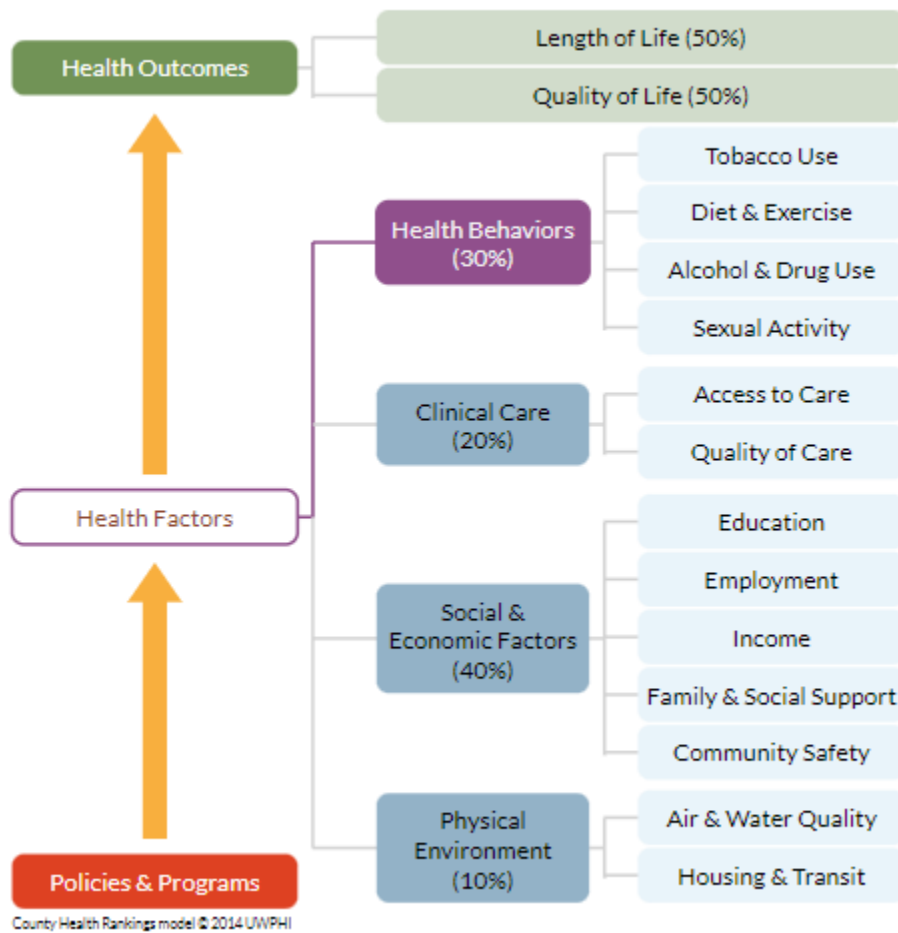 Health Outcomes
Length of Life (50%)
Quality of Life (50%)
Health Factors
Health Behaviors
(30%)
Tobacco Use
Diet & Exercise
Alcohol & Drug Use
Sexual Activity
Clinical Care
(20%)
Access to Care
Quality of Care
Social &
Economic Factors
(40%)
Education
Employment
Income
Family & Social Support
Community Safety
Physical
Environment
(10%)
Air & Water Quality
Housing & Transit
Policies & Programs
County Health Rankings model © 2014 UWPHI